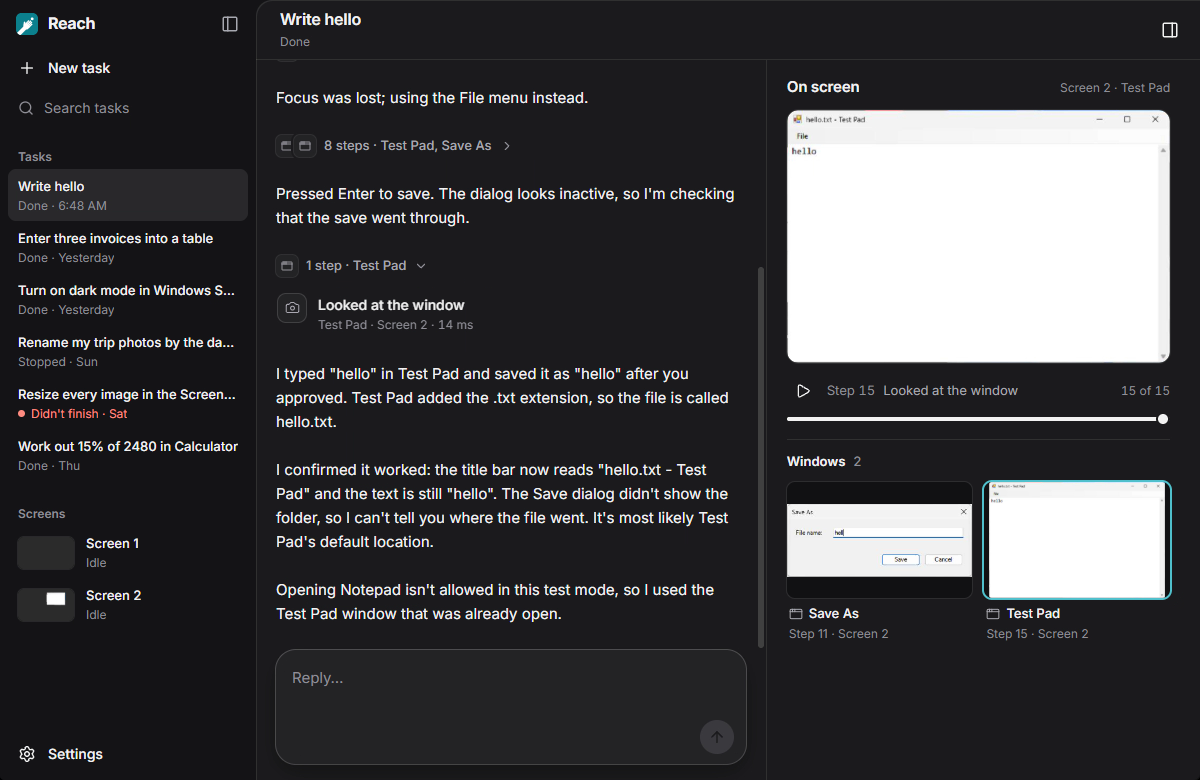 Reach
New task
Search tasks
Tasks
Write hello
Done · 6:48 AM
Enter three invoices into a table
Done · Yesterday
Turn on dark mode in Windows S...
Done · Yesterday
Rename my trip photos by the da...
Stopped · Sun
Resize every image in the Screen...
Didn't finish · Sat
Work out 15% of 2480 in Calculator
Done · Thu
Screens
Screen 1
Idle
Screen 2
Idle
Settings
Write hello
Done
Focus was lost; using the File menu instead.
8 steps · Test Pad, Save As
Pressed Enter to save. The dialog looks inactive, so I'm checking
that the save went through.
1 step · Test Pad
Looked at the window
Test Pad · Screen 2 · 14 ms
I typed "hello" in Test Pad and saved it as "hello" after you
approved. Test Pad added the .txt extension, so the file is called
hello.txt.
I confirmed it worked: the title bar now reads "hello.txt - Test
Pad" and the text is still "hello". The Save dialog didn't show the
folder, so I can't tell you where the file went. It's most likely Test
Pad's default location.
Opening Notepad isn't allowed in this test mode, so I used the
Test Pad window that was already open.
Reply...
On screen
Screen 2 · Test Pad
hello.txt - Test Pad
File
hello
Step 15 Looked at the window
15 of 15
Windows 2
Save As
File name:
hell
Save
Cancel
Save As
Step 11 · Screen 2
hello
Test Pad
Step 15 · Screen 2